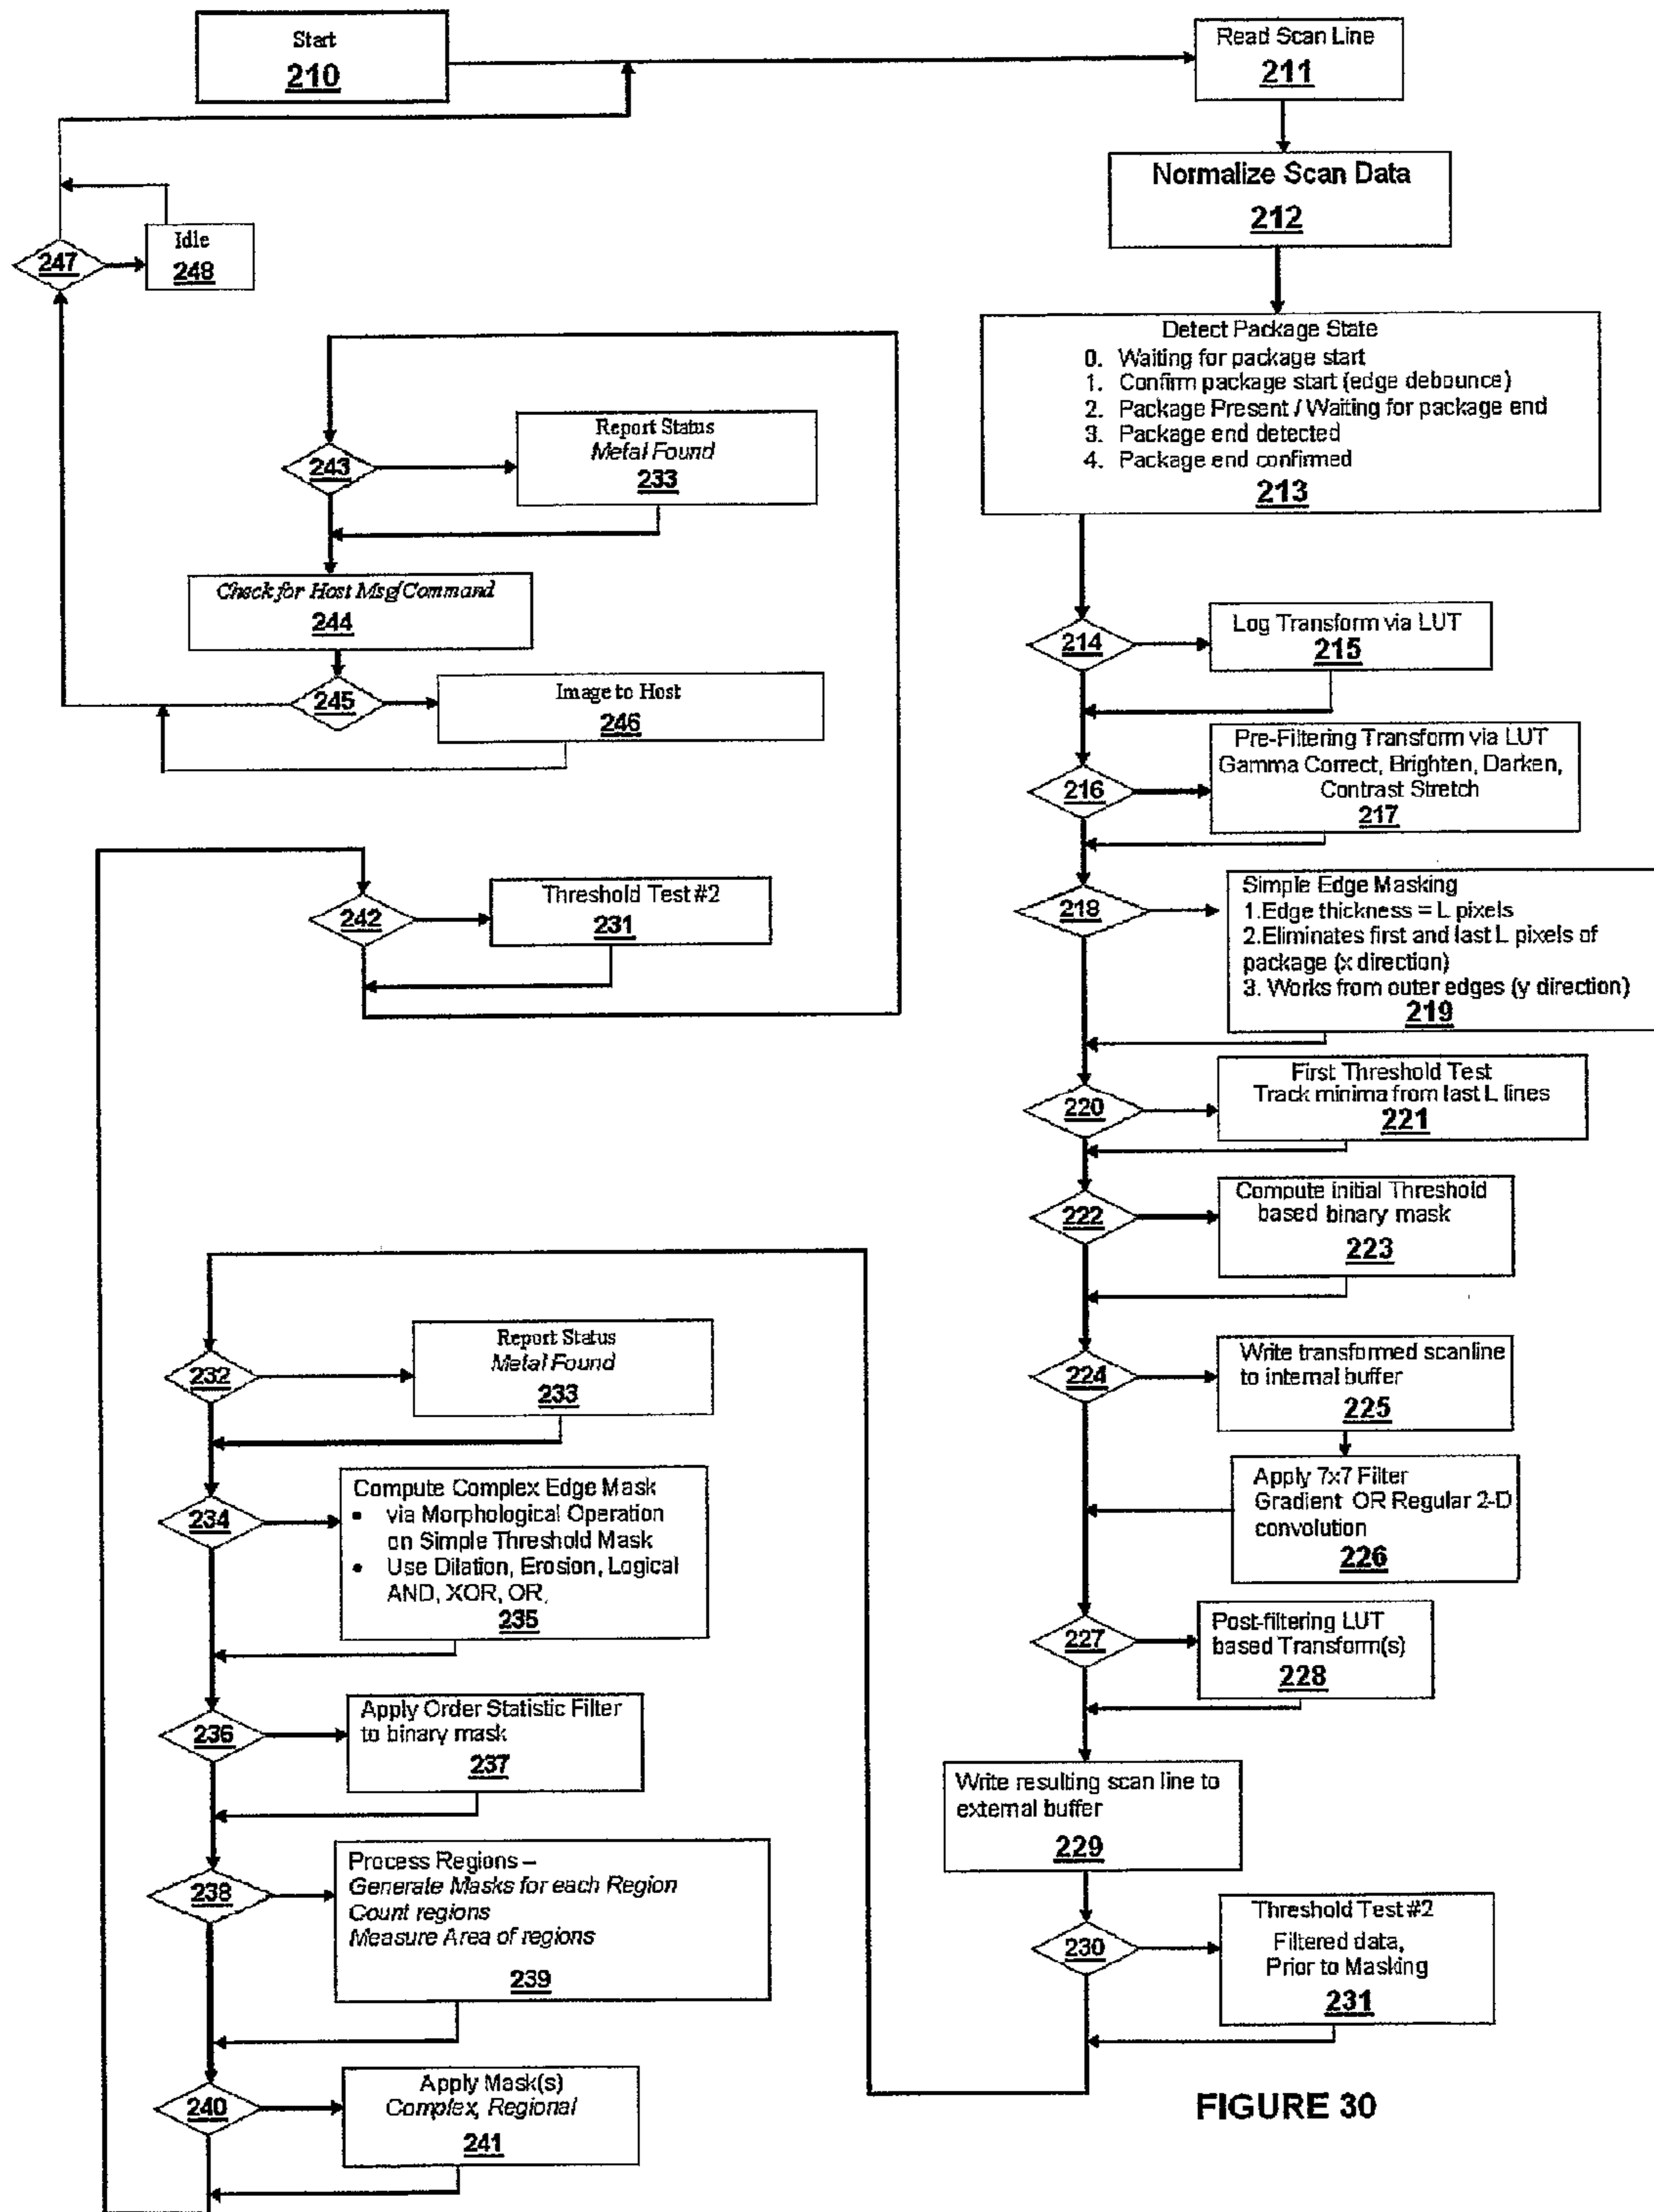 Start
210
Read Scan Line
211
Normalize Scan Data
212
Detect Package State
0. Waiting for package start
1. Confirm package start (edge debounce)
2. Package Present / Waiting for package end
3. Package end detected
4. Package end confirmed
213
214
Log Transform via LUT
215
216
Pre-Filtering Transform via LUT
Gamma Correct, Brighten, Darken,
Contrast Stretch
217
218
Simple Edge Masking
1.Edge thickness = L pixels
2.Eliminates first and last L pixels of
package (x direction)
3. Works from outer edges (y direction)
219
220
First Threshold Test
Track minima from last L lines
221
222
Compute initial Threshold
based binary mask
223
224
Write transformed scanline
to internal buffer
225
Apply 7x7 Filter
Gradient OR Regular 2-D
convolution
226
227
Post-filtering LUT
based Transform(s)
228
Write resulting scan line to
external buffer
229
230
Threshold Test #2
Filtered data,
Prior to Masking
231
232
Report Status
Metal Found
233
234
Compute Complex Edge Mask
▪ via Morphological Operation
on Simple Threshold Mask
• Use Dilation, Erosion, Logical
AND, XOR, OR,
235
236
Apply Order Statistic Filter
to binary mask
237
238
Process Regions –
Generate Masks for each Region
Count regions
Measure Area of regions
239
240
Apply Mask(s)
Complex, Regional
241
242
Threshold Test #2
231
243
Report Status
Metal Found
233
Check for Host Msg/Command
244
245
Image to Host
246
247
Idle
248
FIGURE 30